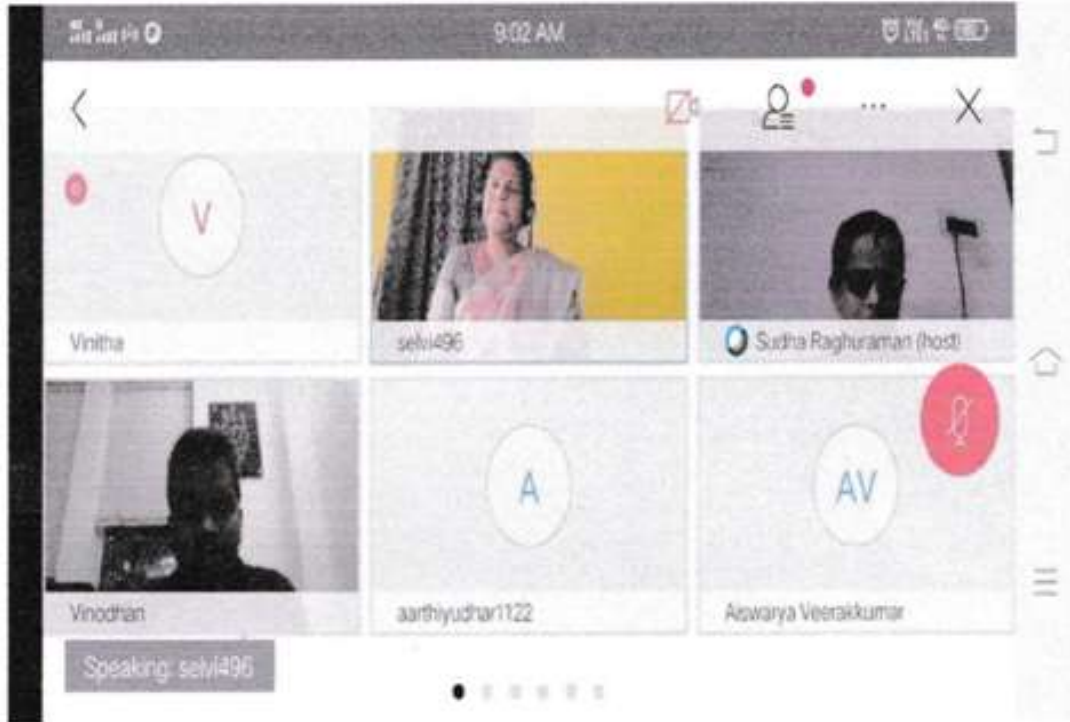 9:02 AM
V
Vinitha
selvi496
Sudha Raghuraman (host)
Vinodhan
A
aarthiyudhar1122
AV
Aiswarya Veerakkumar
Speaking: selvi496